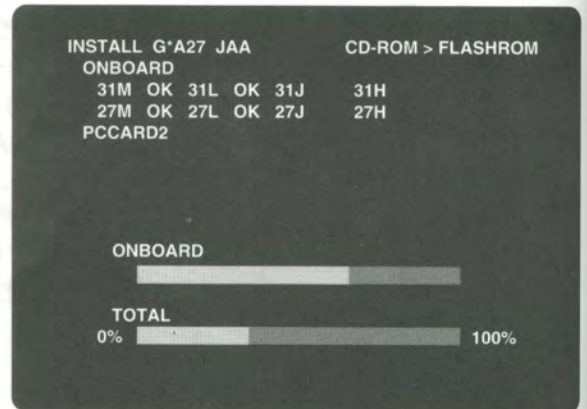 INSTALL G*A27 JAA CD-ROM > FLASHROM
ONBOARD
31M OK 31L OK 31J 31H
27M OK 27L OK 27J 27H
PCCARD2
ONBOARD
TOTAL
0% 100%